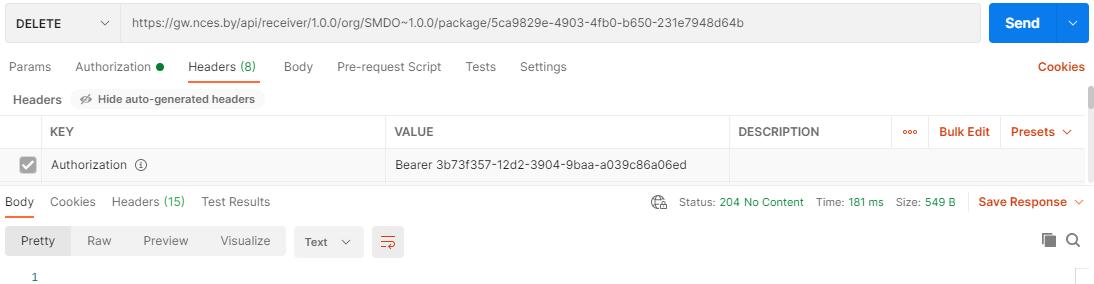 DELETE https://gw.nces.by/api/receiver/1.0.0/org/SMDO~1.0.0/package/5ca9829e-4903-4fb0-b650-231e7948d64b Send
Params Authorization Headers (8) Body Pre-request Script Tests Settings Cookies
Headers Hide auto-generated headers
KEY VALUE DESCRIPTION Bulk Edit Presets
Authorization Bearer 3b73f357-12d2-3904-9baa-a039c86a06ed
Body Cookies Headers (15) Test Results Status: 204 No Content Time: 181 ms Size: 549 B Save Response
Pretty Raw Preview Visualize Text
1